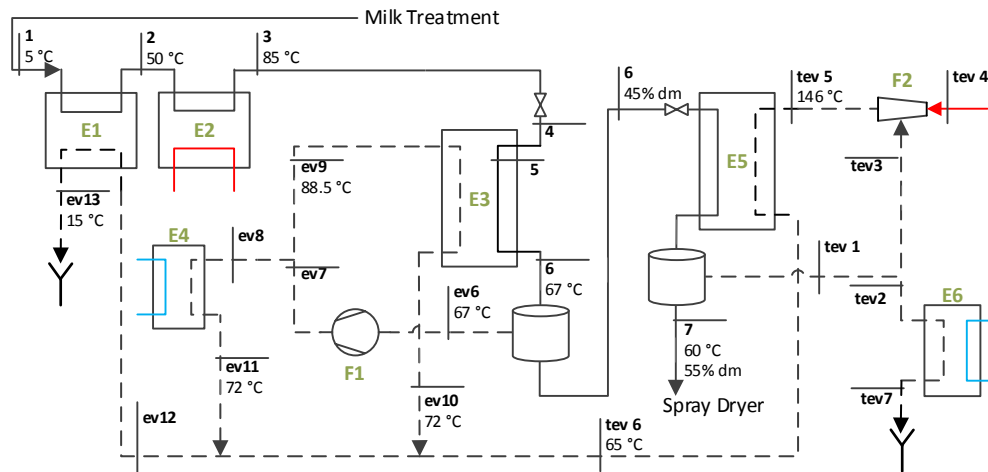 Milk Treatment
1
5 °C
2
50 °C
3
85 °C
6
45% dm
tev 5
146 °C
F2
tev 4
E1
E2
4
5
E3
E5
tev3
ev9
88.5 °C
ev13
15 °C
E4
ev8
ev7
6
67 °C
ev6
67 °C
tev 1
tev2
E6
F1
7
60 °C
55% dm
Spray Dryer
ev11
72 °C
ev10
72 °C
tev7
ev12
tev 6
65 °C